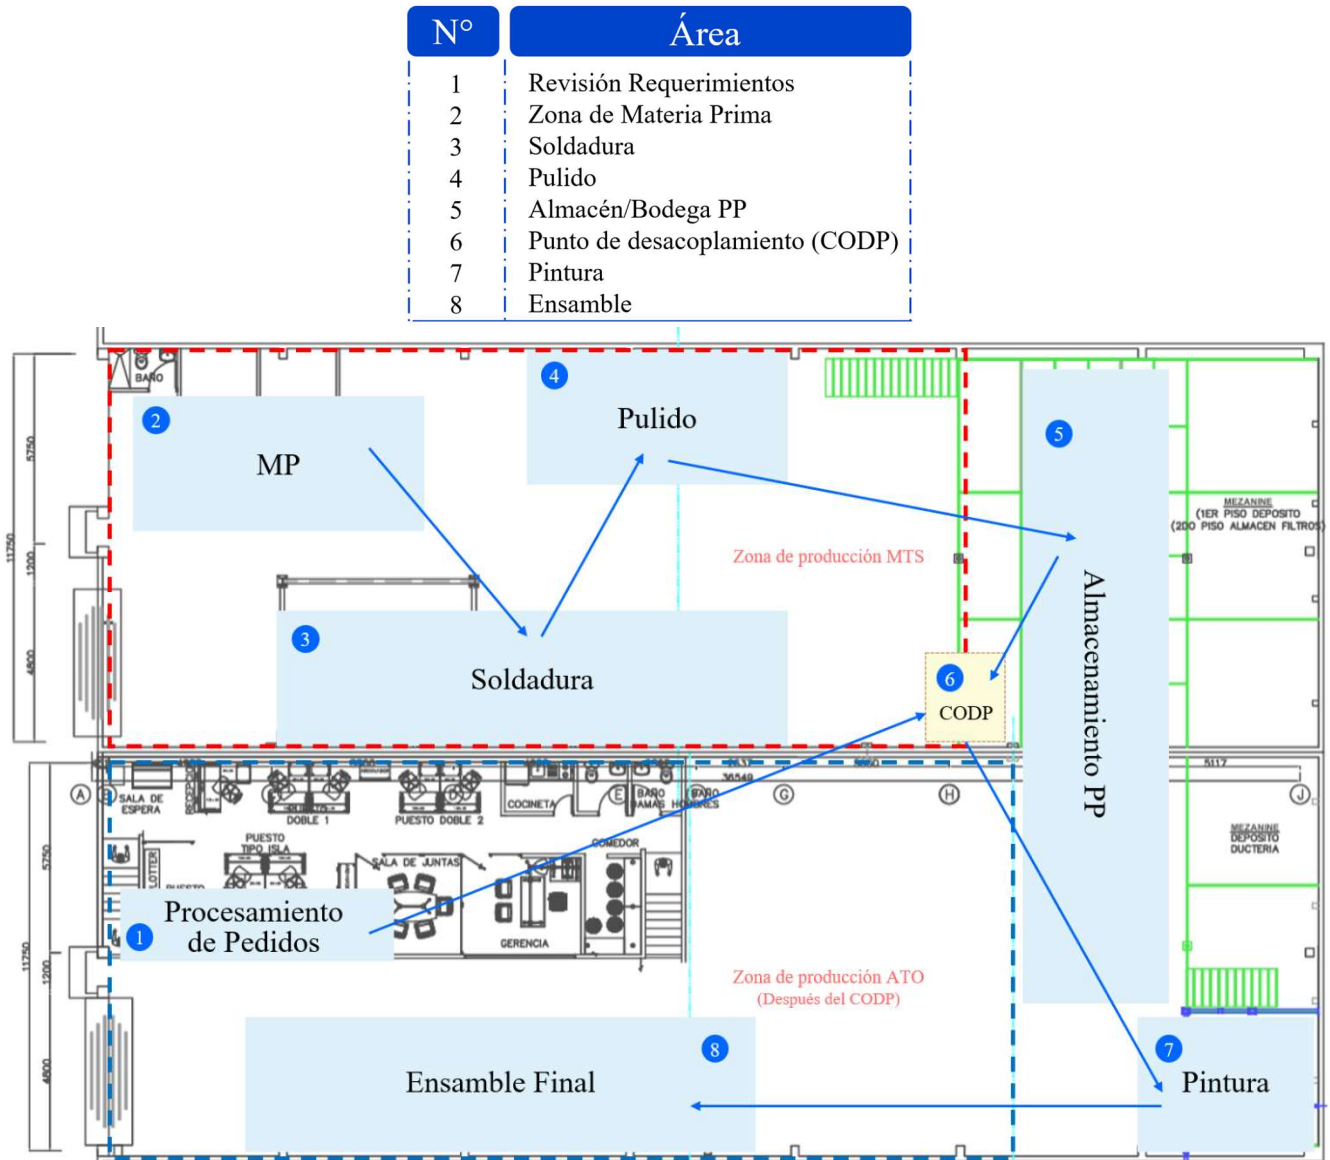 N° Área
1 Revisión Requerimientos
2 Zona de Materia Prima
3 Soldadura
4 Pulido
5 Almacén/Bodega PP
6 Punto de desacoplamiento (CODP)
7 Pintura
8 Ensamble
BAÑO
2
MP
4
Pulido
5
Almacenamiento PP
MEZANINE
(1ER PISO DEPOSITO
(2DO PISO ALMACEN FILTROS)
5750
11750
1200
4800
Zona de producción MTS
3
Soldadura
6
CODP
36549
5117
A
E
G
H
J
SALA DE
ESPERA
DOBLE 1
PUESTO DOBLE 2
COCINETA
BAÑO
DAMAS
BAÑO
HOMBRES
PUESTO
TIPO ISLA
SALA DE JUNTAS
COMEDOR
MEZANINE
DEPOSITO
DUCTERIA
5750
11750
1200
4800
1
Procesamiento
de Pedidos
GERENCIA
Zona de producción ATO
(Después del CODP)
8
Ensamble Final
7
Pintura